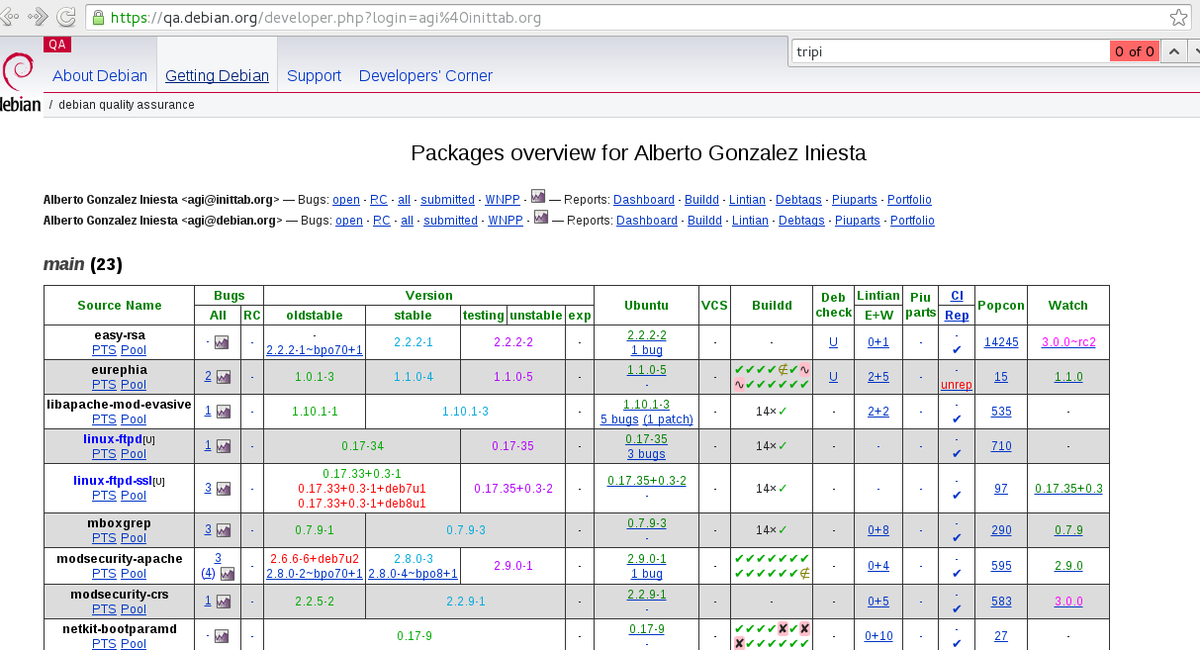 https://qa.debian.org/developer.php?login=agi%40inittab.org
QA
tripi 0 of 0
About Debian Getting Debian Support Developers' Corner
debian / debian quality assurance
Packages overview for Alberto Gonzalez Iniesta
Alberto Gonzalez Iniesta <agi@inittab.org> — Bugs: open · RC · all · submitted · WNPP · — Reports: Dashboard · Buildd · Lintian · Debtags · Piuparts · Portfolio
Alberto Gonzalez Iniesta <agi@debian.org> — Bugs: open · RC · all · submitted · WNPP · — Reports: Dashboard · Buildd · Lintian · Debtags · Piuparts · Portfolio
main (23)
Source Name Bugs Version Ubuntu VCS Buildd Deb check Lintian Piu parts CI Popcon Watch
All RC oldstable stable testing unstable exp E+W Rep
easy-rsa - - 2.2.2-2
PTS Pool - - 2.2.2-1~bpo70+1 2.2.2-1 2.2.2-2 - 1 bug - - U 0+1 - ✔ 14245 3.0.0~rc2
eurephia 1.1.0-5 ✔✔✔✔∉✔∿ -
PTS Pool 2 - 1.0.1-3 1.1.0-4 1.1.0-5 - - - ∿✔✔✔✔✔✔ U 2+5 - unrep 15 1.1.0
libapache-mod-evasive 1.10.1-3 -
PTS Pool 1 - 1.10.1-1 1.10.1-3 - 5 bugs (1 patch) - 14×✓ - 2+2 - ✔ 535 -
linux-ftpd[U] 0.17-35 -
PTS Pool 1 - 0.17-34 0.17-35 - 3 bugs - 14×✓ - - - ✔ 710 -
linux-ftpd-ssl[U] 0.17.33+0.3-1 0.17.35+0.3-2 -
PTS Pool 3 - 0.17.33+0.3-1+deb7u1 0.17.35+0.3-2 - - - 14×✓ - - - ✔ 97 0.17.35+0.3
0.17.33+0.3-1+deb8u1
mboxgrep 0.7.9-3 -
PTS Pool 3 - 0.7.9-1 0.7.9-3 - - - 14×✓ - 0+8 - ✔ 290 0.7.9
modsecurity-apache 3 2.6.6-6+deb7u2 2.8.0-3 2.9.0-1 ✔✔✔✔✔✔✔ -
PTS Pool (4) - 2.8.0-2~bpo70+1 2.8.0-4~bpo8+1 2.9.0-1 - 1 bug - ✔✔✔✔✔✔∉ - 0+4 - ✔ 595 2.9.0
modsecurity-crs 2.2.9-1 -
PTS Pool 1 - 2.2.5-2 2.2.9-1 - - - - - 0+5 - ✔ 583 3.0.0
netkit-bootparamd 0.17-9 ✔✔✔✔✘✔✘ -
PTS Pool - - 0.17-9 - - - ✘✔✔✔✔✔✔ - 0+10 - ✔ 27 -